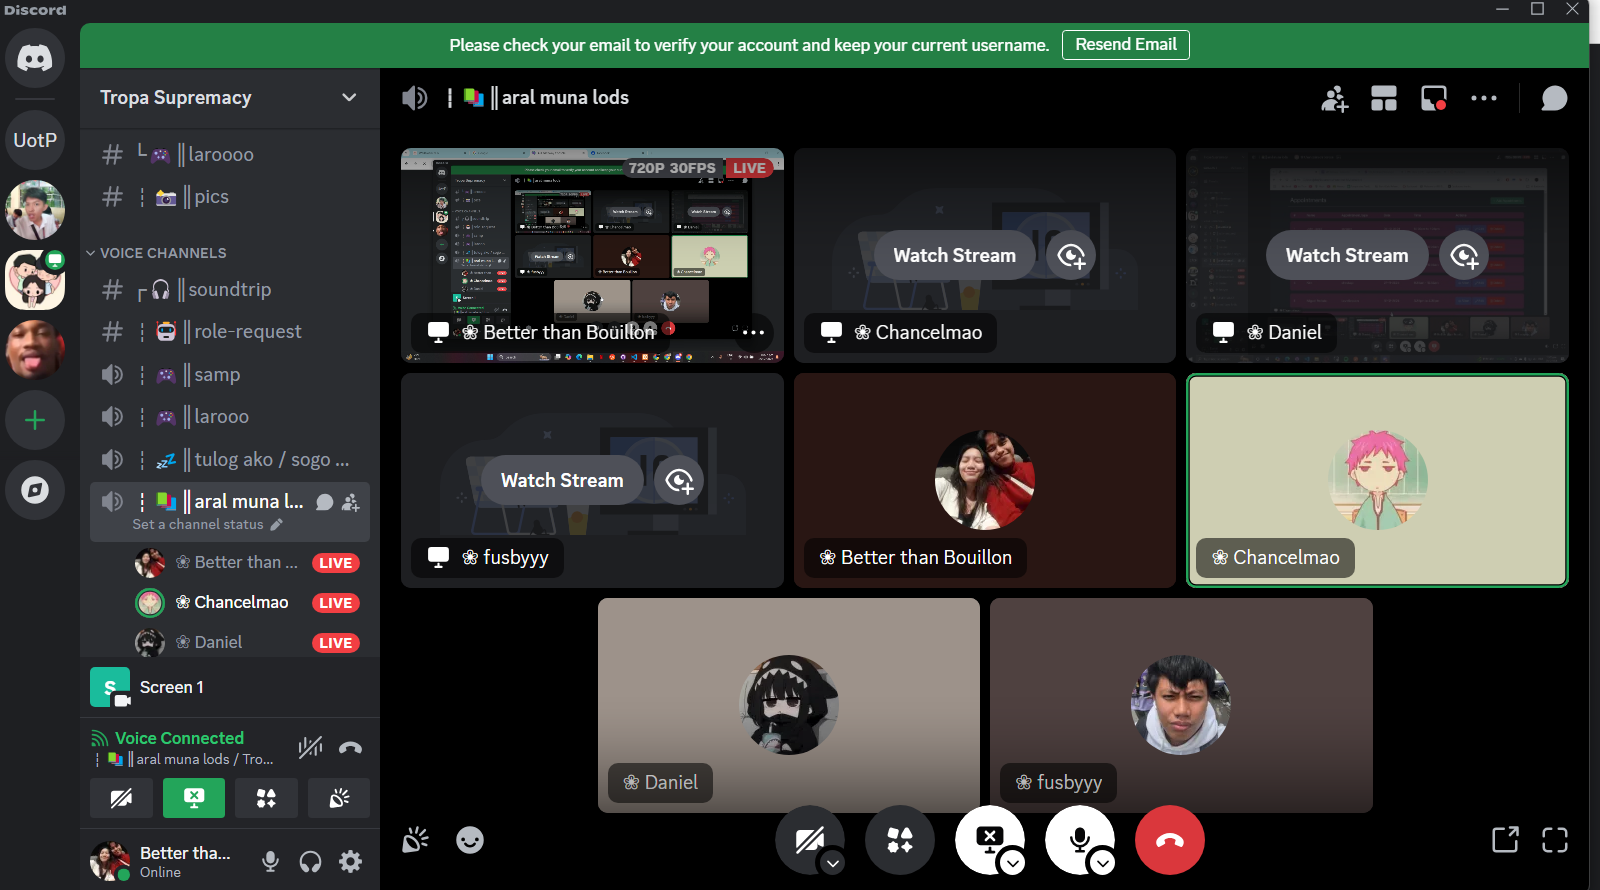 Discord
Please check your email to verify your account and keep your current username.
Resend Email
UotP
Tropa Supremacy
└🎮║laroooo
¦ 📸║pics
VOICE CHANNELS
┌🎧║soundtrip
¦ 🤖║role-request
¦ 🎮║samp
¦ 🎮║larooo
¦ 💤║tulog ako / sogo ...
¦ 📚║aral muna l...
Set a channel status
❀ Better than ...
LIVE
❀ Chancelmao
LIVE
❀ Daniel
LIVE
S
Screen 1
Voice Connected
¦ 📚║aral muna lods / Tro...
Better tha...
Online
¦ 📚║aral muna lods
720P 30FPS
LIVE
❀ Better than Bouillon
Watch Stream
❀ Chancelmao
Watch Stream
❀ Daniel
Watch Stream
❀ fusbyyy
❀ Better than Bouillon
❀ Chancelmao
❀ Daniel
❀ fusbyyy